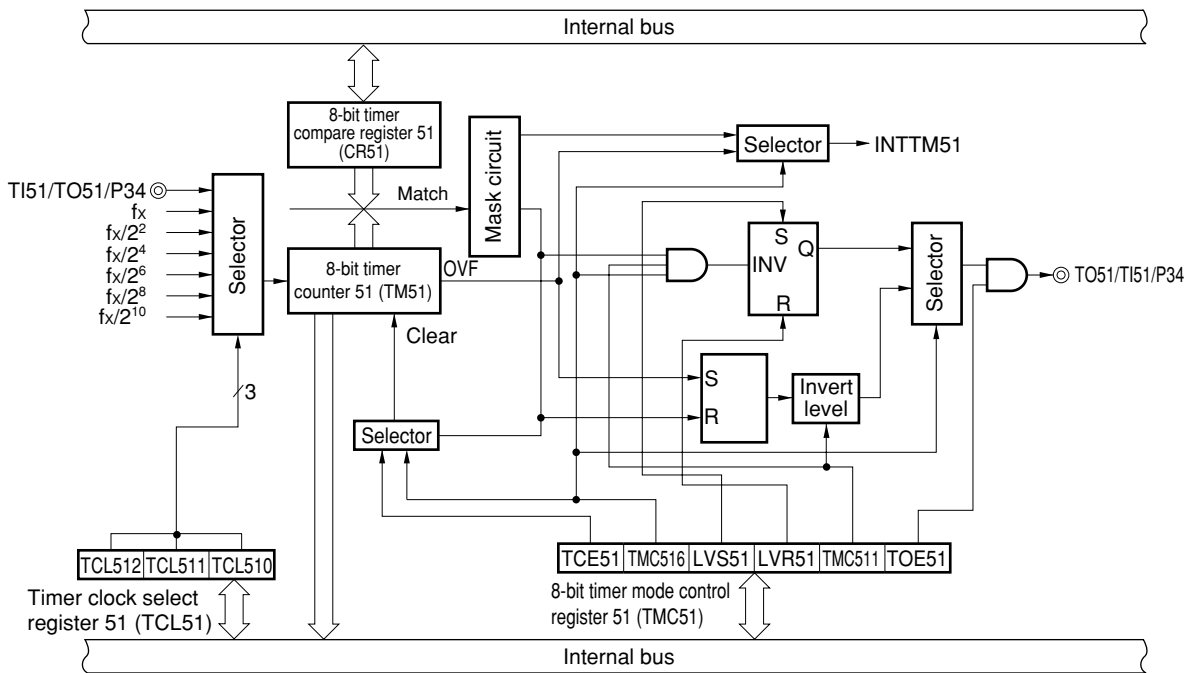 Internal bus
8-bit timer
compare register 51
(CR51)
Mask circuit
Selector
INTTM51
TI51/TO51/P34
fx
fx/2²
fx/2⁴
fx/2⁶
fx/2⁸
fx/2¹⁰
Selector
Match
8-bit timer
counter 51 (TM51)
OVF
Clear
S
Q
INV
R
Selector
TO51/TI51/P34
3
S
R
Invert
level
Selector
TCL512 TCL511 TCL510
Timer clock select
register 51 (TCL51)
TCE51 TMC516 LVS51 LVR51 TMC511 TOE51
8-bit timer mode control
register 51 (TMC51)
Internal bus